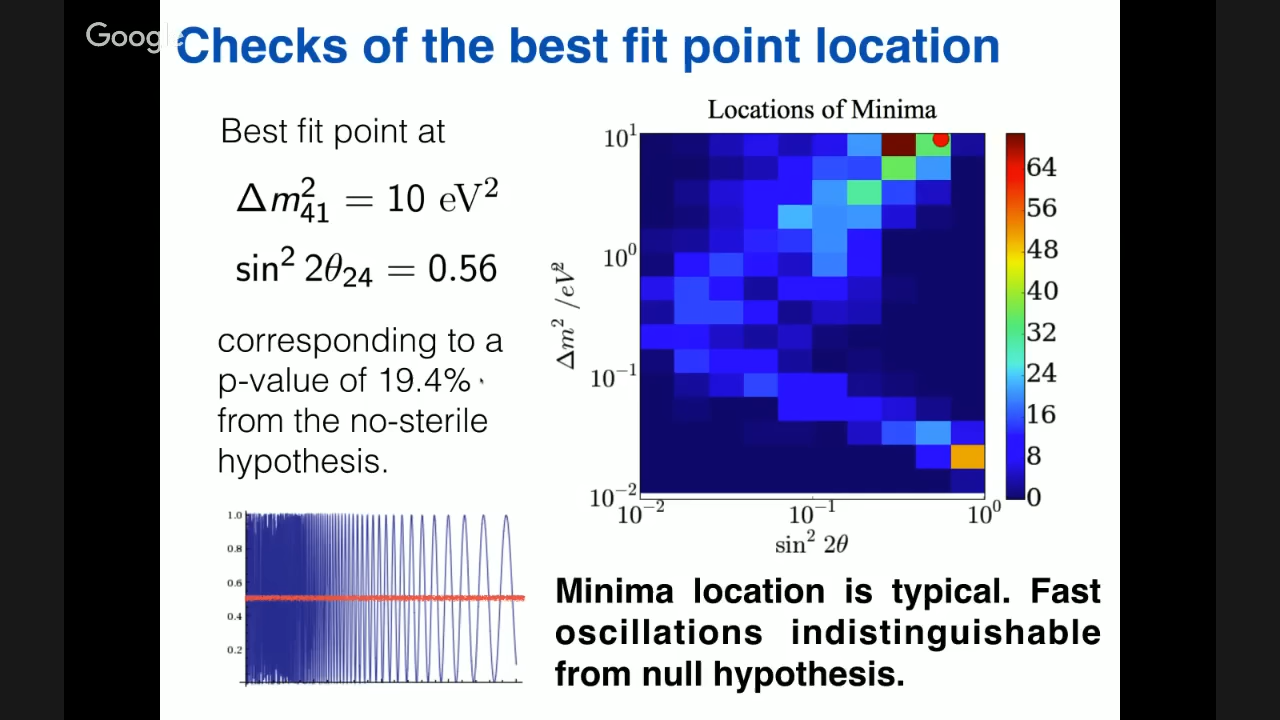 Google
Checks of the best fit point location
Best fit point at
Δm²₄₁ = 10 eV²
sin² 2θ₂₄ = 0.56
corresponding to a
p-value of 19.4%
from the no-sterile
hypothesis.
Locations of Minima
10¹
10⁰
10⁻¹
10⁻²
Δm² /eV²
10⁻²
10⁻¹
10⁰
sin² 2θ
64
56
48
40
32
24
16
8
0
1.0
0.8
0.6
0.4
0.2
Minima location is typical. Fast
oscillations indistinguishable
from null hypothesis.